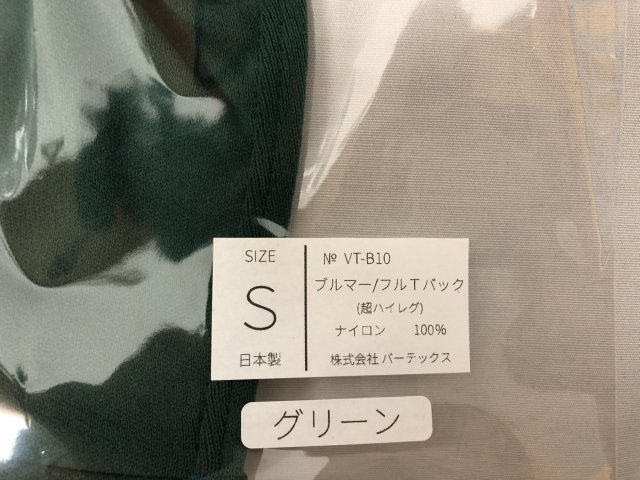 SIZE
S
日本製
№ VT-B10
ブルマー/フルTバック
(超ハイレグ)
ナイロン 100%
株式会社 バーテックス
グリーン